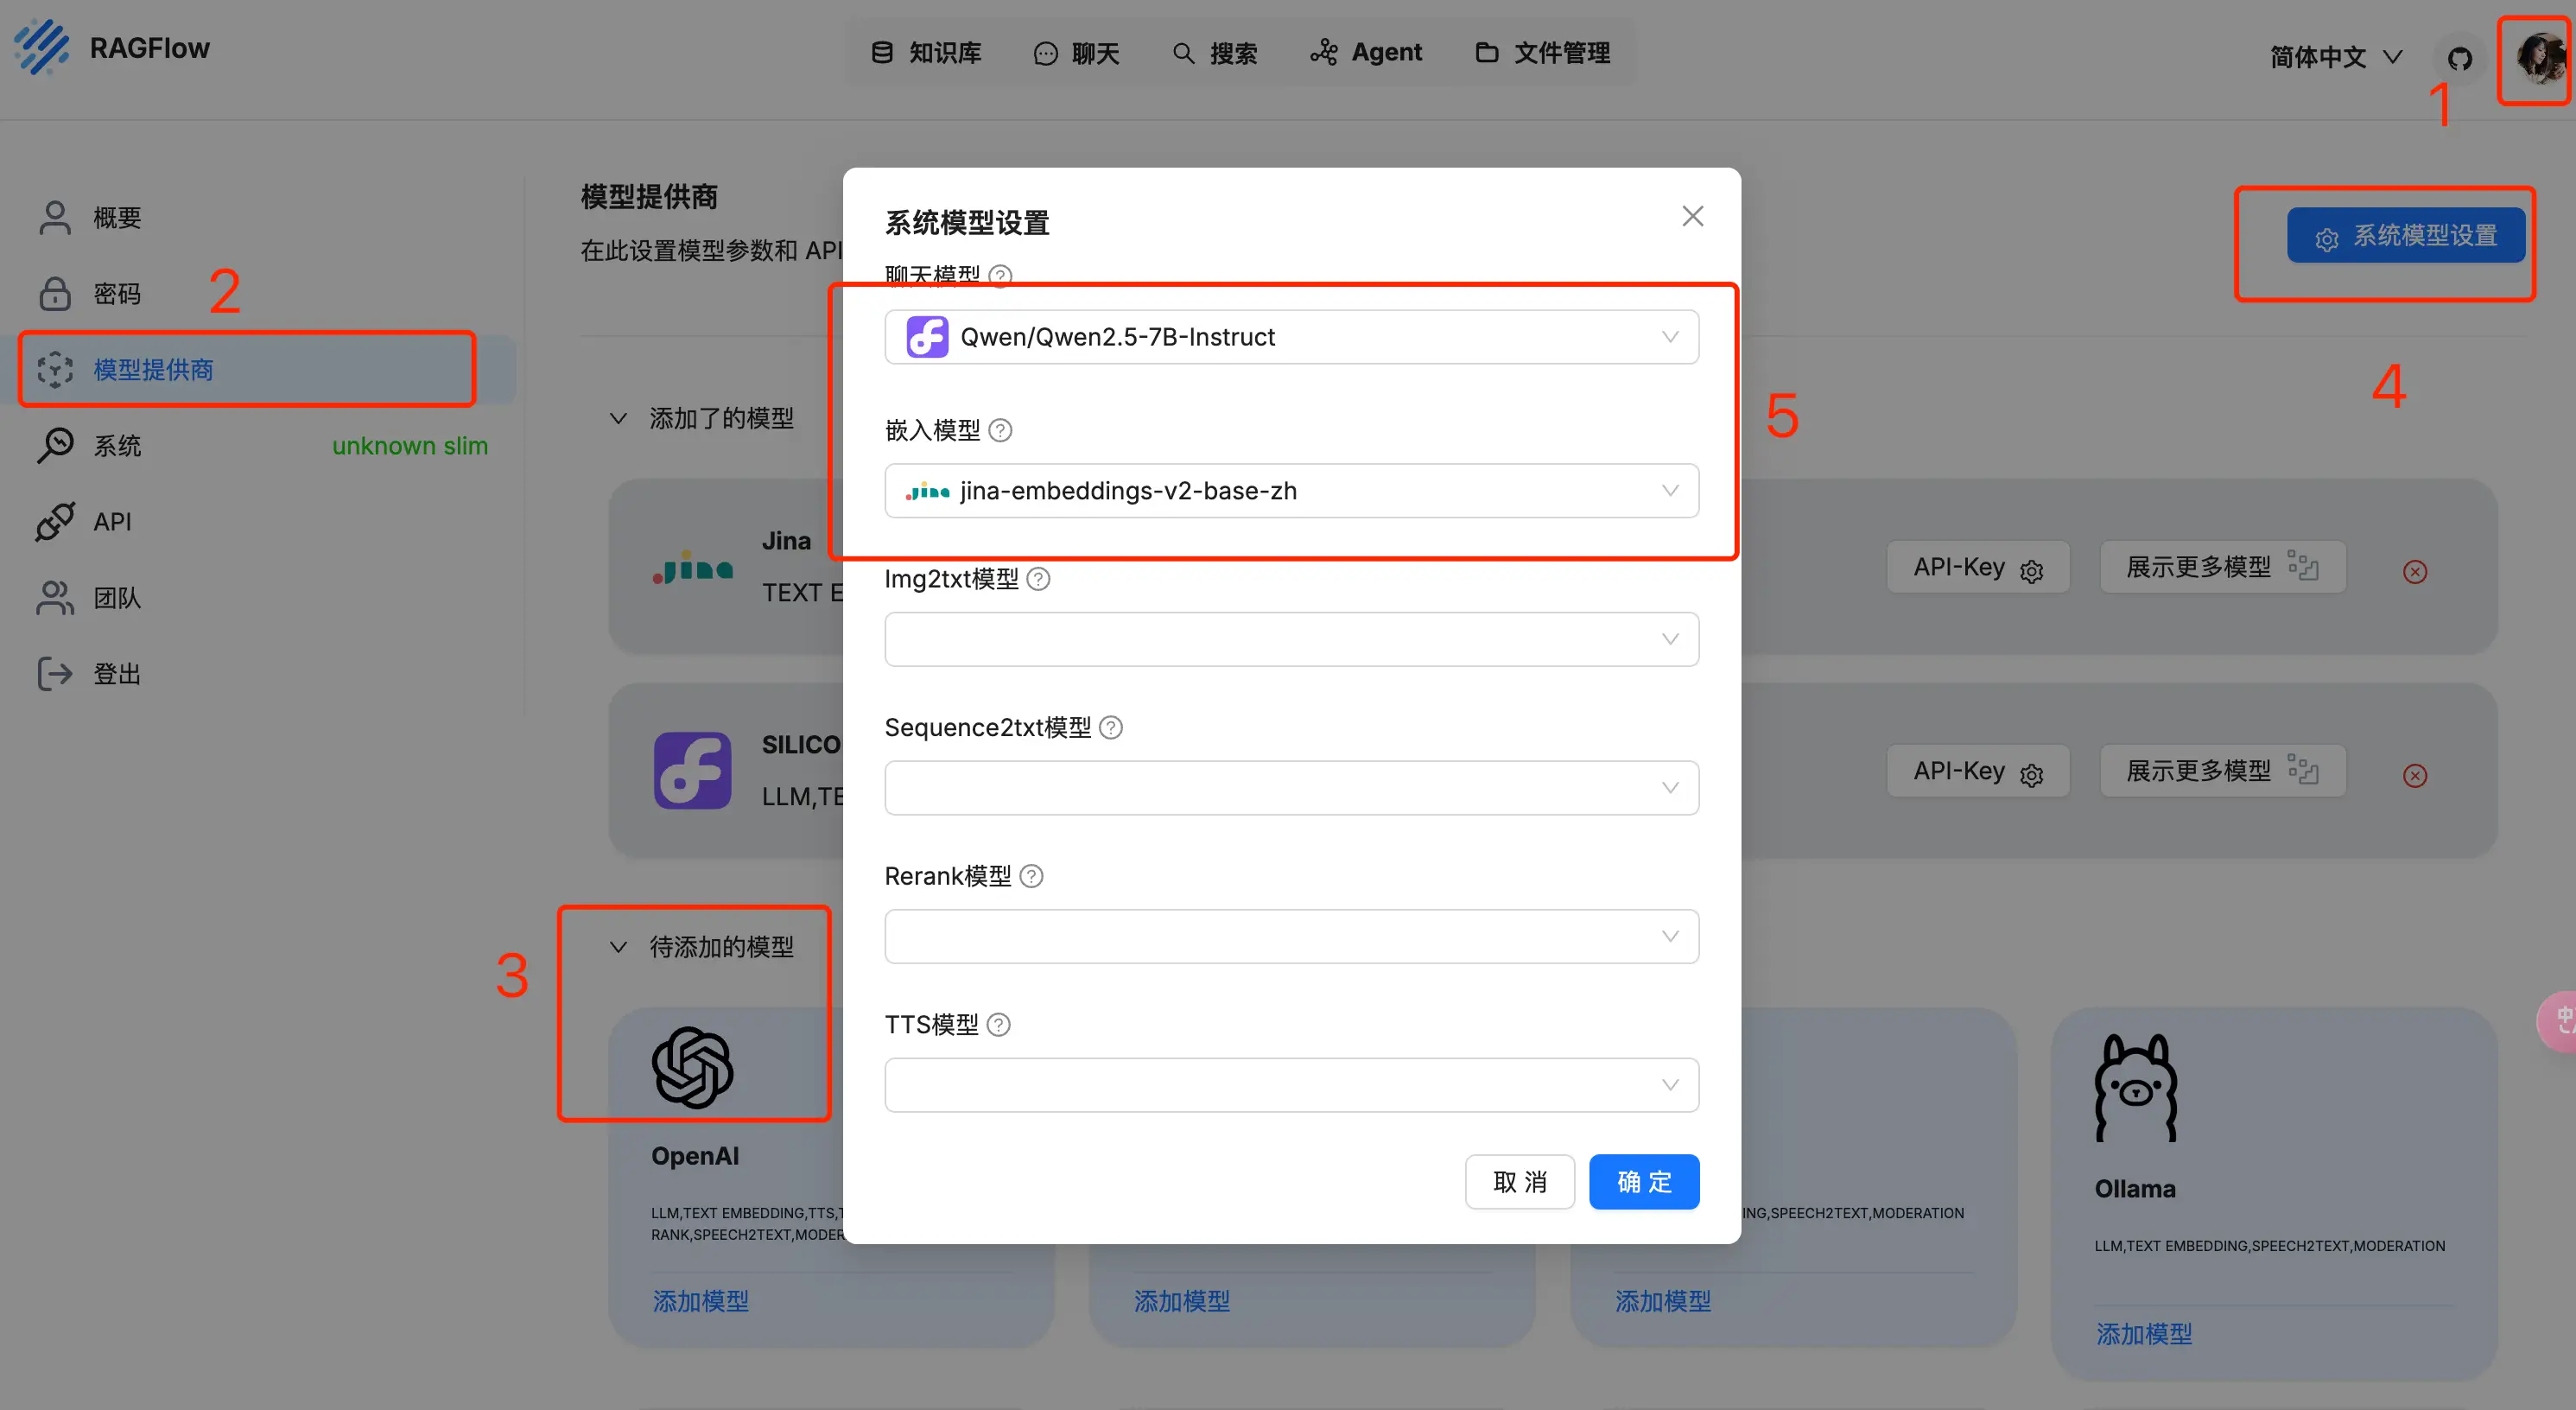 RAGFlow
知识库
聊天
搜索
Agent
文件管理
简体中文
1
概要
密码
2
模型提供商
系统
unknown slim
API
团队
登出
模型提供商
在此设置模型参数和 API
系统模型设置
4
添加了的模型
Jina
TEXT E
API-Key
展示更多模型
SILICO
LLM,TE
API-Key
展示更多模型
3
待添加的模型
OpenAI
LLM,TEXT EMBEDDING,TTS,T
RANK,SPEECH2TEXT,MODER
添加模型
添加模型
ING,SPEECH2TEXT,MODERATION
添加模型
Ollama
LLM,TEXT EMBEDDING,SPEECH2TEXT,MODERATION
添加模型
系统模型设置
聊天模型
Qwen/Qwen2.5-7B-Instruct
嵌入模型
Jina jina-embeddings-v2-base-zh
5
Img2txt模型
Sequence2txt模型
Rerank模型
TTS模型
取 消
确 定
Jina
中